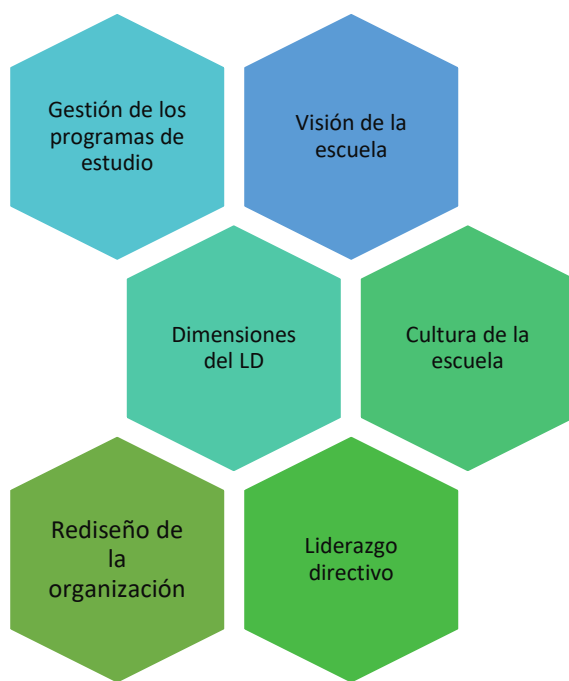 Gestión de los
programas de
estudio
Visión de la
escuela
Dimensiones
del LD
Cultura de la
escuela
Rediseño de
la
organización
Liderazgo
directivo